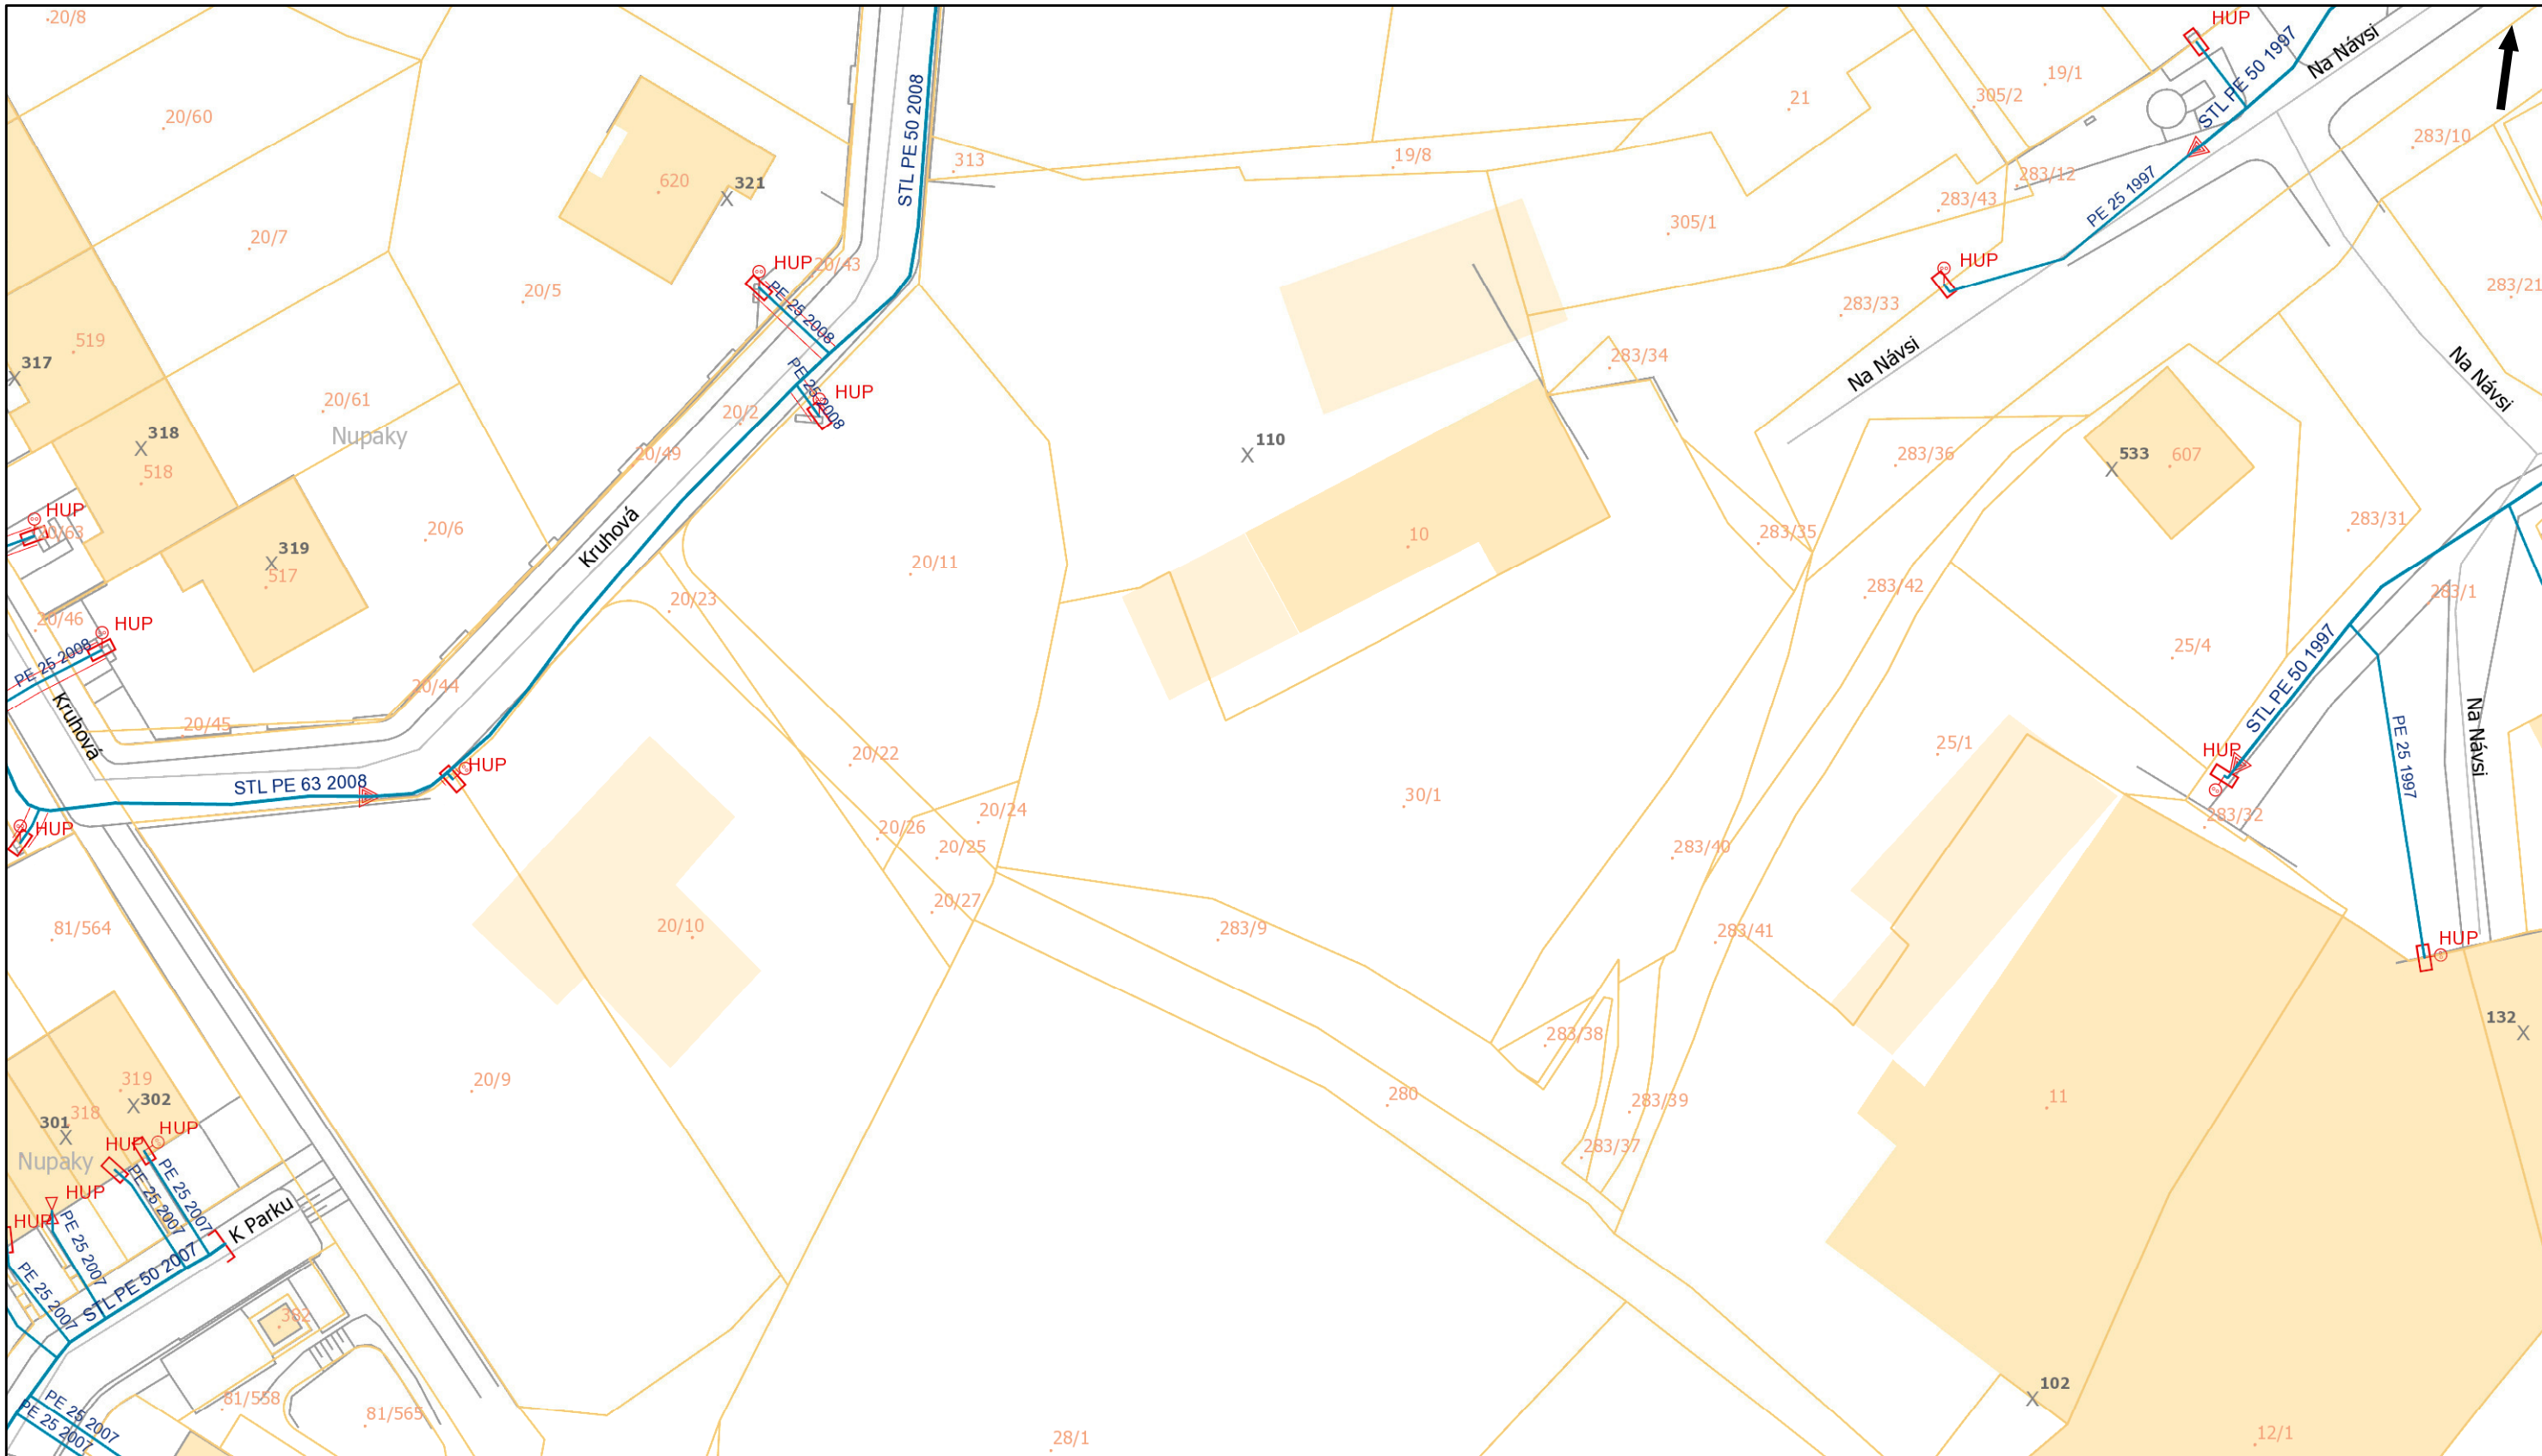 20/8
HUP
Na Návsi
STL PE 50 1997
19/1
STL PE 50 2008
305/2
21
20/60
283/10
313
19/8
620
321
283/12
283/43
PE 25 1997
305/1
20/7
HUP
20/43
HUP
283/21
20/5
PE 25 2008
283/33
519
317
283/34
Na Návsi
Na Návsi
PE 25 2008
HUP
20/61
20/2
Nupaky
318
110
20/49
283/36
533
607
518
HUP
20/63
20/6
Kruhová
10
283/35
283/31
319
517
20/11
283/42
283/1
20/23
20/46
HUP
PE 25 2008
25/4
STL PE 50 1997
20/44
Kruhová
20/45
20/22
25/1
HUP
PE 25 1997
Na Návsi
HUP
STL PE 63 2008
30/1
20/24
283/32
HUP
20/26
20/25
283/40
20/27
81/564
20/10
283/9
283/41
HUP
132
283/38
20/9
319
302
280
283/39
11
318
301
HUP
HUP
283/37
Nupaky
PE 25 2007
PE 25 2007
HUP
HUP
PE 25 2007
K Parku
STL PE 50 2007
PE 25 2007
382
102
81/558
81/565
PE 25 2007
PE 25 2007
28/1
12/1